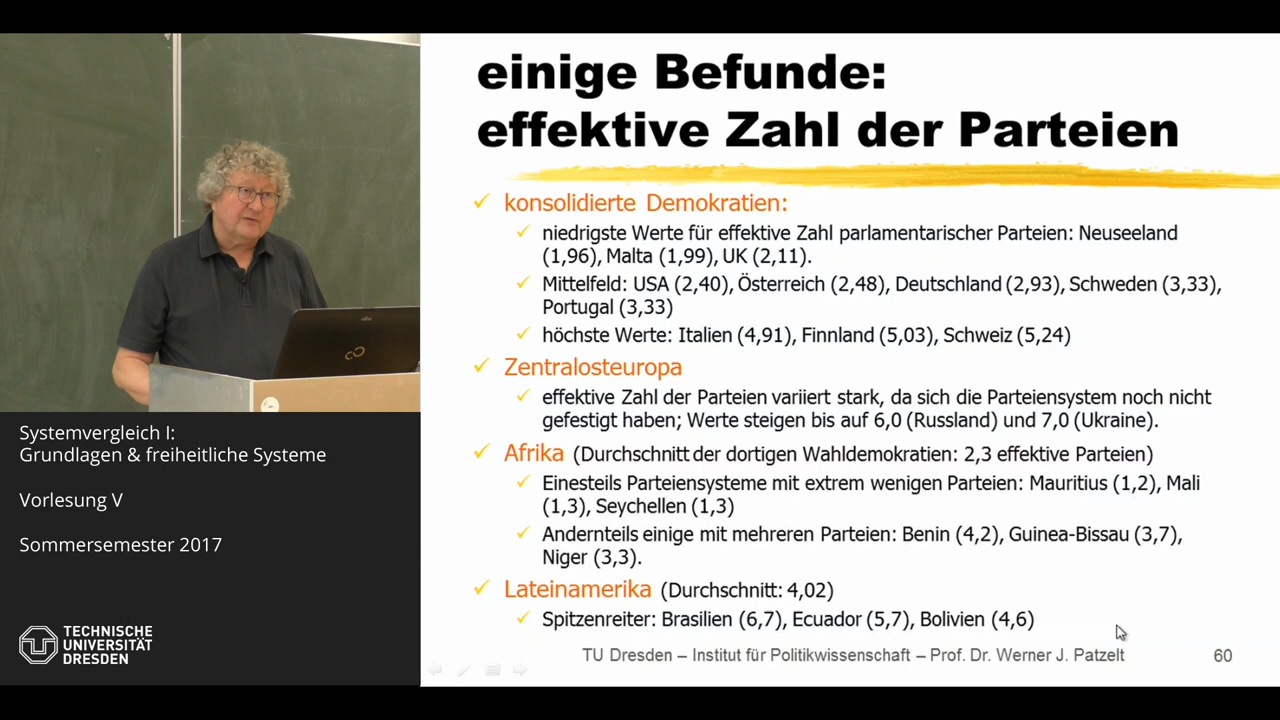 einige Befunde:
effektive Zahl der Parteien
konsolidierte Demokratien:
niedrigste Werte für effektive Zahl parlamentarischer Parteien: Neuseeland
(1,96), Malta (1,99), UK (2,11).
Mittelfeld: USA (2,40), Österreich (2,48), Deutschland (2,93), Schweden (3,33),
Portugal (3,33)
höchste Werte: Italien (4,91), Finnland (5,03), Schweiz (5,24)
Zentralosteuropa
effektive Zahl der Parteien variiert stark, da sich die Parteiensystem noch nicht
gefestigt haben; Werte steigen bis auf 6,0 (Russland) und 7,0 (Ukraine).
Afrika (Durchschnitt der dortigen Wahldemokratien: 2,3 effektive Parteien)
Einesteils Parteiensysteme mit extrem wenigen Parteien: Mauritius (1,2), Mali
(1,3), Seychellen (1,3)
Andernteils einige mit mehreren Parteien: Benin (4,2), Guinea-Bissau (3,7),
Niger (3,3).
Lateinamerika (Durchschnitt: 4,02)
Spitzenreiter: Brasilien (6,7), Ecuador (5,7), Bolivien (4,6)
TU Dresden – Institut für Politikwissenschaft – Prof. Dr. Werner J. Patzelt 60
Systemvergleich I:
Grundlagen & freiheitliche Systeme
Vorlesung V
Sommersemester 2017
TECHNISCHE
UNIVERSITÄT
DRESDEN